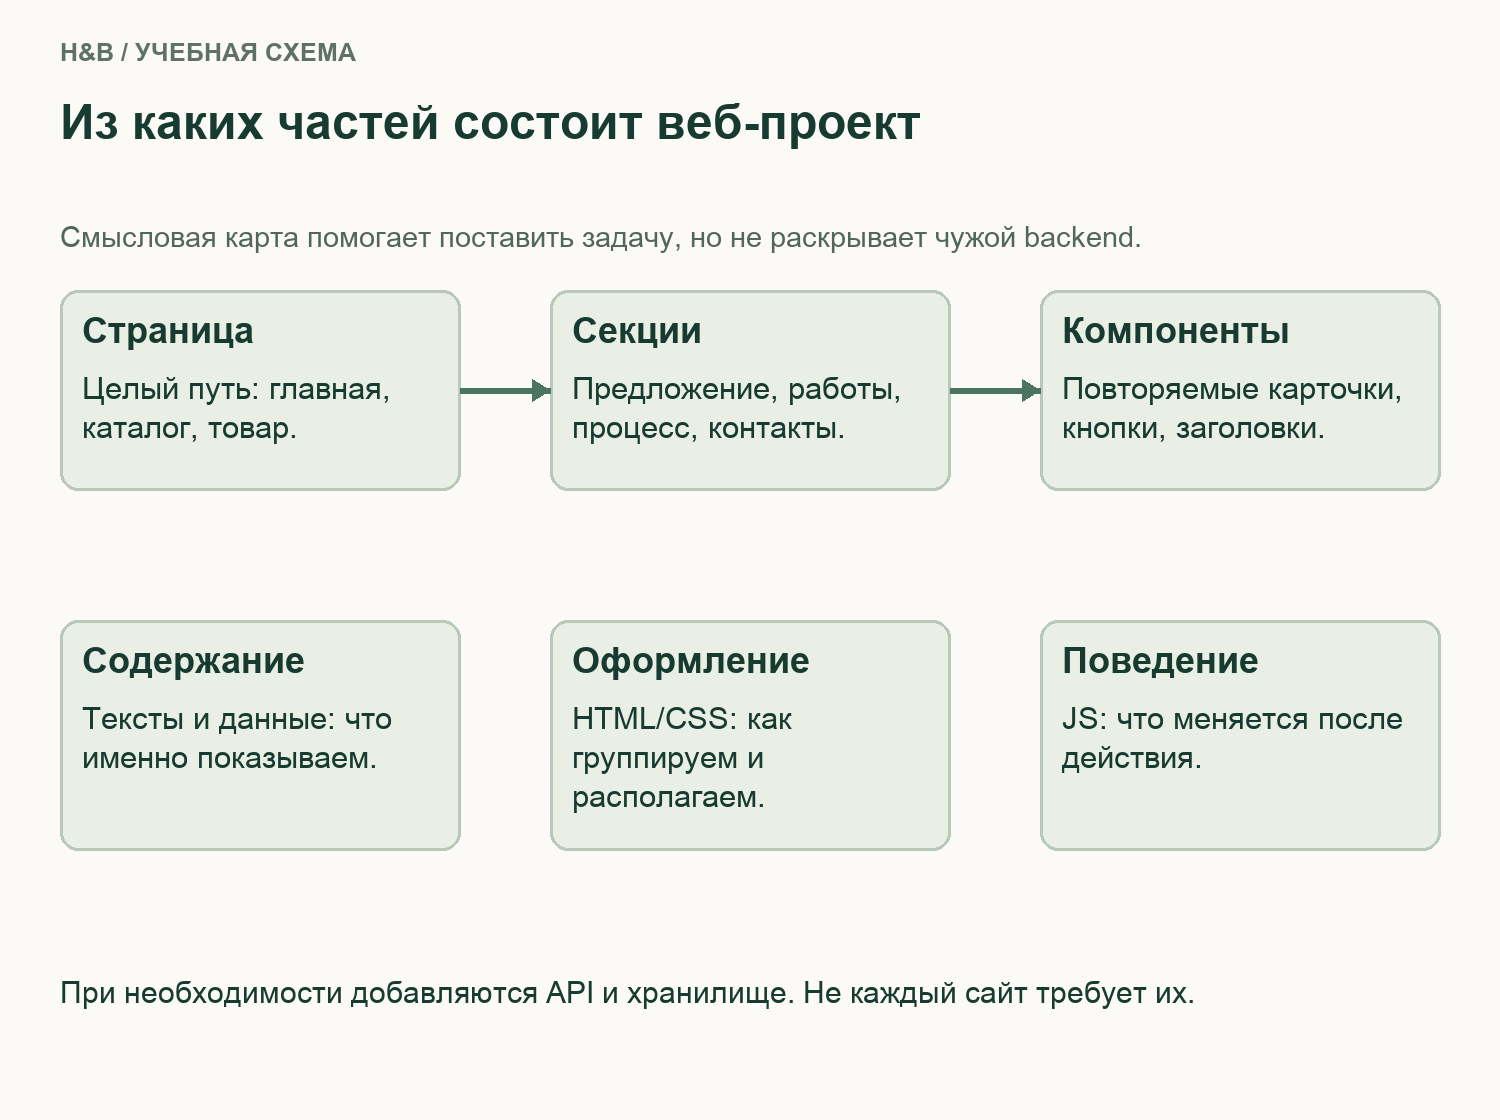 H&B / УЧЕБНАЯ СХЕМА
Из каких частей состоит веб-проект
Смысловая карта помогает поставить задачу, но не раскрывает чужой backend.
Страница
Целый путь: главная,
каталог, товар.
Секции
Предложение, работы,
процесс, контакты.
Компоненты
Повторяемые карточки,
кнопки, заголовки.
Содержание
Тексты и данные: что
именно показываем.
Оформление
HTML/CSS: как
группируем и
располагаем.
Поведение
JS: что меняется после
действия.
При необходимости добавляются API и хранилище. Не каждый сайт требует их.